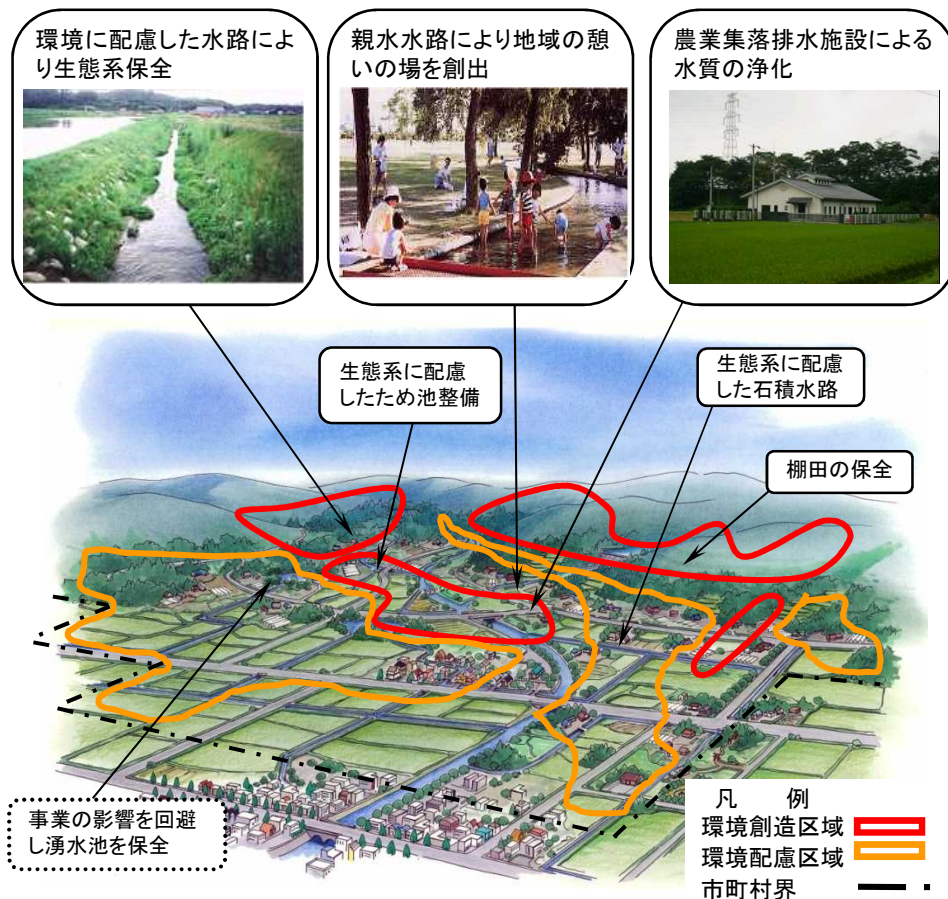 環境に配慮した水路によ
り生態系保全
親水水路により地域の憩
いの場を創出
農業集落排水施設による
水質の浄化
生態系に配慮
したため池整備
生態系に配慮
した石積水路
棚田の保全
事業の影響を回避
し湧水池を保全
凡　例
環境創造区域
環境配慮区域
市町村界